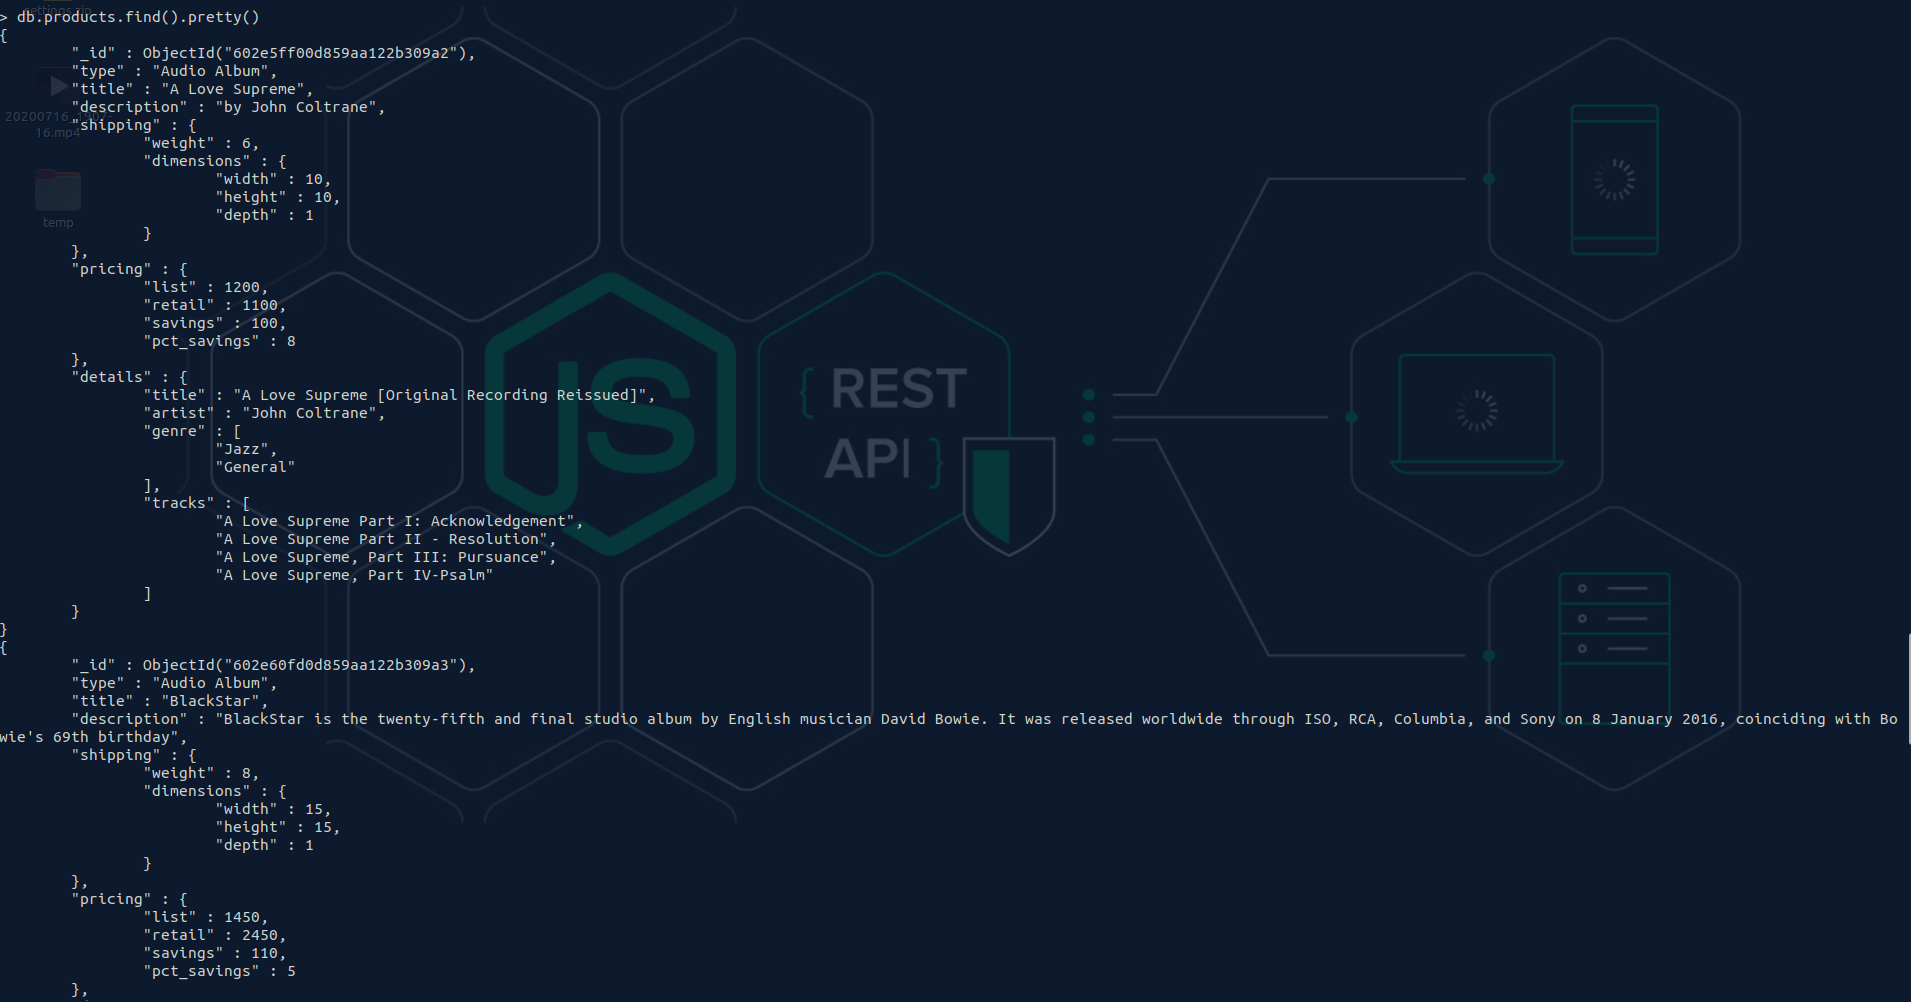 settings.zip
> db.products.find().pretty()
{
        "_id" : ObjectId("602e5ff00d859aa122b309a2"),
        "type" : "Audio Album",
        "title" : "A Love Supreme",
        "description" : "by John Coltrane",
        "shipping" : {
                "weight" : 6,
                "dimensions" : {
                        "width" : 10,
                        "height" : 10,
                        "depth" : 1
                }
        },
        "pricing" : {
                "list" : 1200,
                "retail" : 1100,
                "savings" : 100,
                "pct_savings" : 8
        },
        "details" : {
                "title" : "A Love Supreme [Original Recording Reissued]",
                "artist" : "John Coltrane",
                "genre" : [
                        "Jazz",
                        "General"
                ],
                "tracks" : [
                        "A Love Supreme Part I: Acknowledgement",
                        "A Love Supreme Part II - Resolution",
                        "A Love Supreme, Part III: Pursuance",
                        "A Love Supreme, Part IV-Psalm"
                ]
        }
}
{
        "_id" : ObjectId("602e60fd0d859aa122b309a3"),
        "type" : "Audio Album",
        "title" : "BlackStar",
        "description" : "BlackStar is the twenty-fifth and final studio album by English musician David Bowie. It was released worldwide through ISO, RCA, Columbia, and Sony on 8 January 2016, coinciding with Bo
wie's 69th birthday",
        "shipping" : {
                "weight" : 8,
                "dimensions" : {
                        "width" : 15,
                        "height" : 15,
                        "depth" : 1
                }
        },
        "pricing" : {
                "list" : 1450,
                "retail" : 2450,
                "savings" : 110,
                "pct_savings" : 5
        },
16.mp4
temp
JS
{ REST
API }